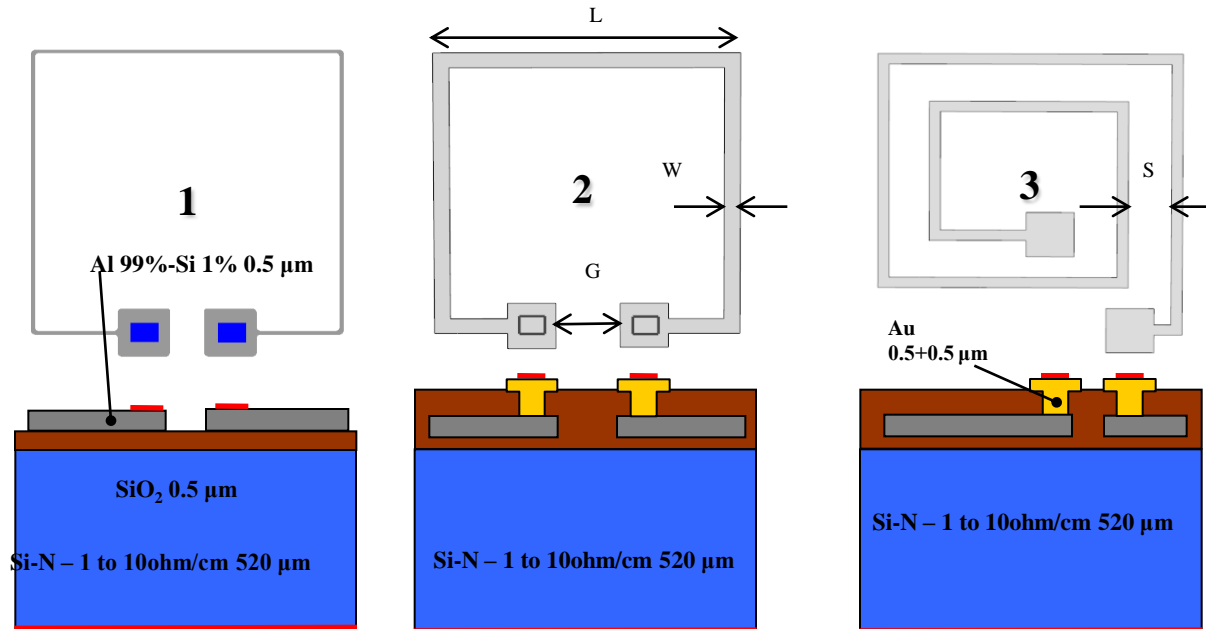 L
1
2
3
W
S
Al 99%-Si 1% 0.5 µm
G
Au
0.5+0.5 µm
SiO₂ 0.5 µm
Si-N – 1 to 10ohm/cm 520 µm
Si-N – 1 to 10ohm/cm 520 µm
Si-N – 1 to 10ohm/cm 520 µm